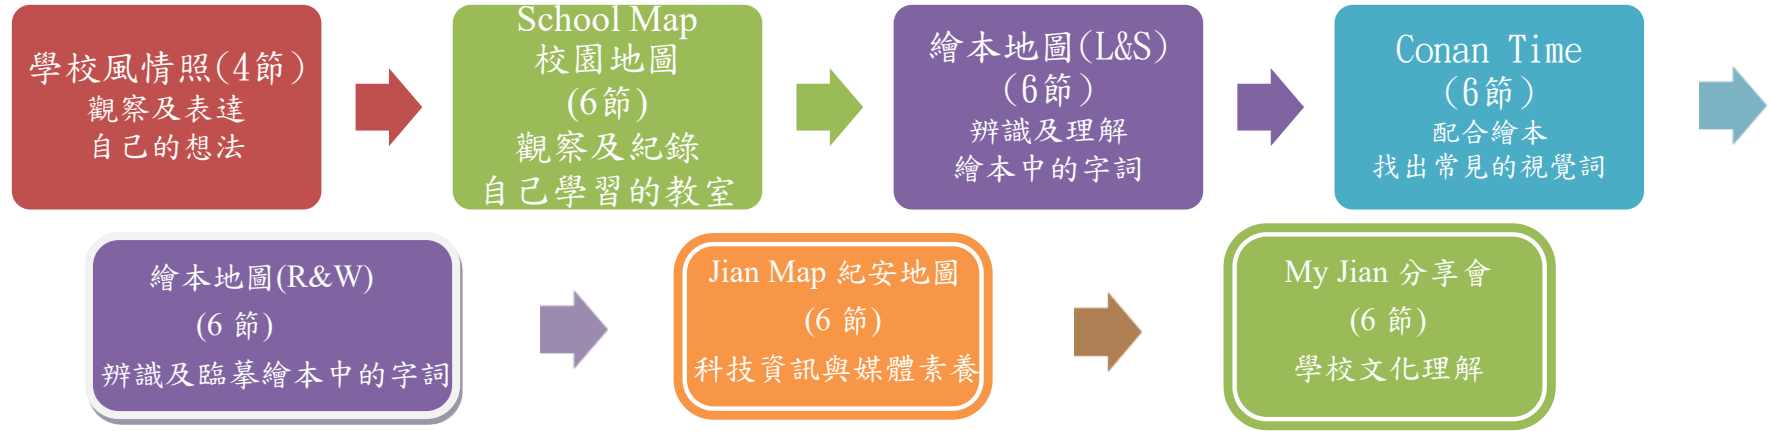 學校風情照(4節)
觀察及表達
自己的想法
School Map
校園地圖
(6節)
觀察及紀錄
自己學習的教室
繪本地圖(L&S)
(6節)
辨識及理解
繪本中的字詞
Conan Time
(6節)
配合繪本
找出常見的視覺詞
繪本地圖(R&W)
(6 節)
辨識及臨摹繪本中的字詞
Jian Map 紀安地圖
(6 節)
科技資訊與媒體素養
My Jian 分享會
(6 節)
學校文化理解